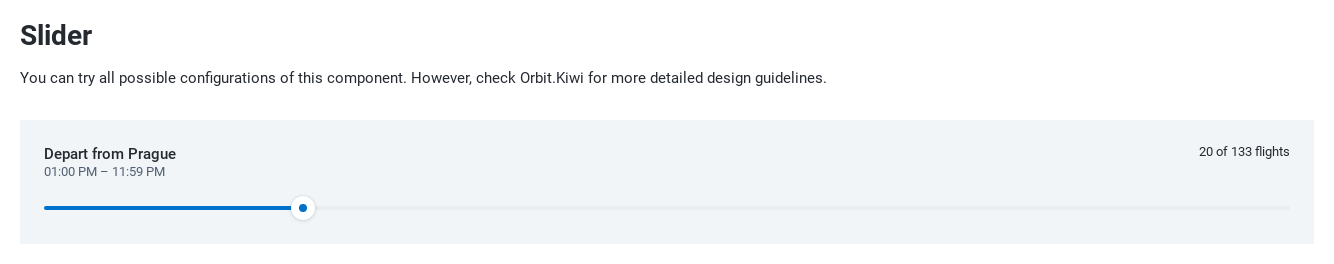 Slider
You can try all possible configurations of this component. However, check Orbit.Kiwi for more detailed design guidelines.
Depart from Prague
20 of 133 flights
01:00 PM – 11:59 PM